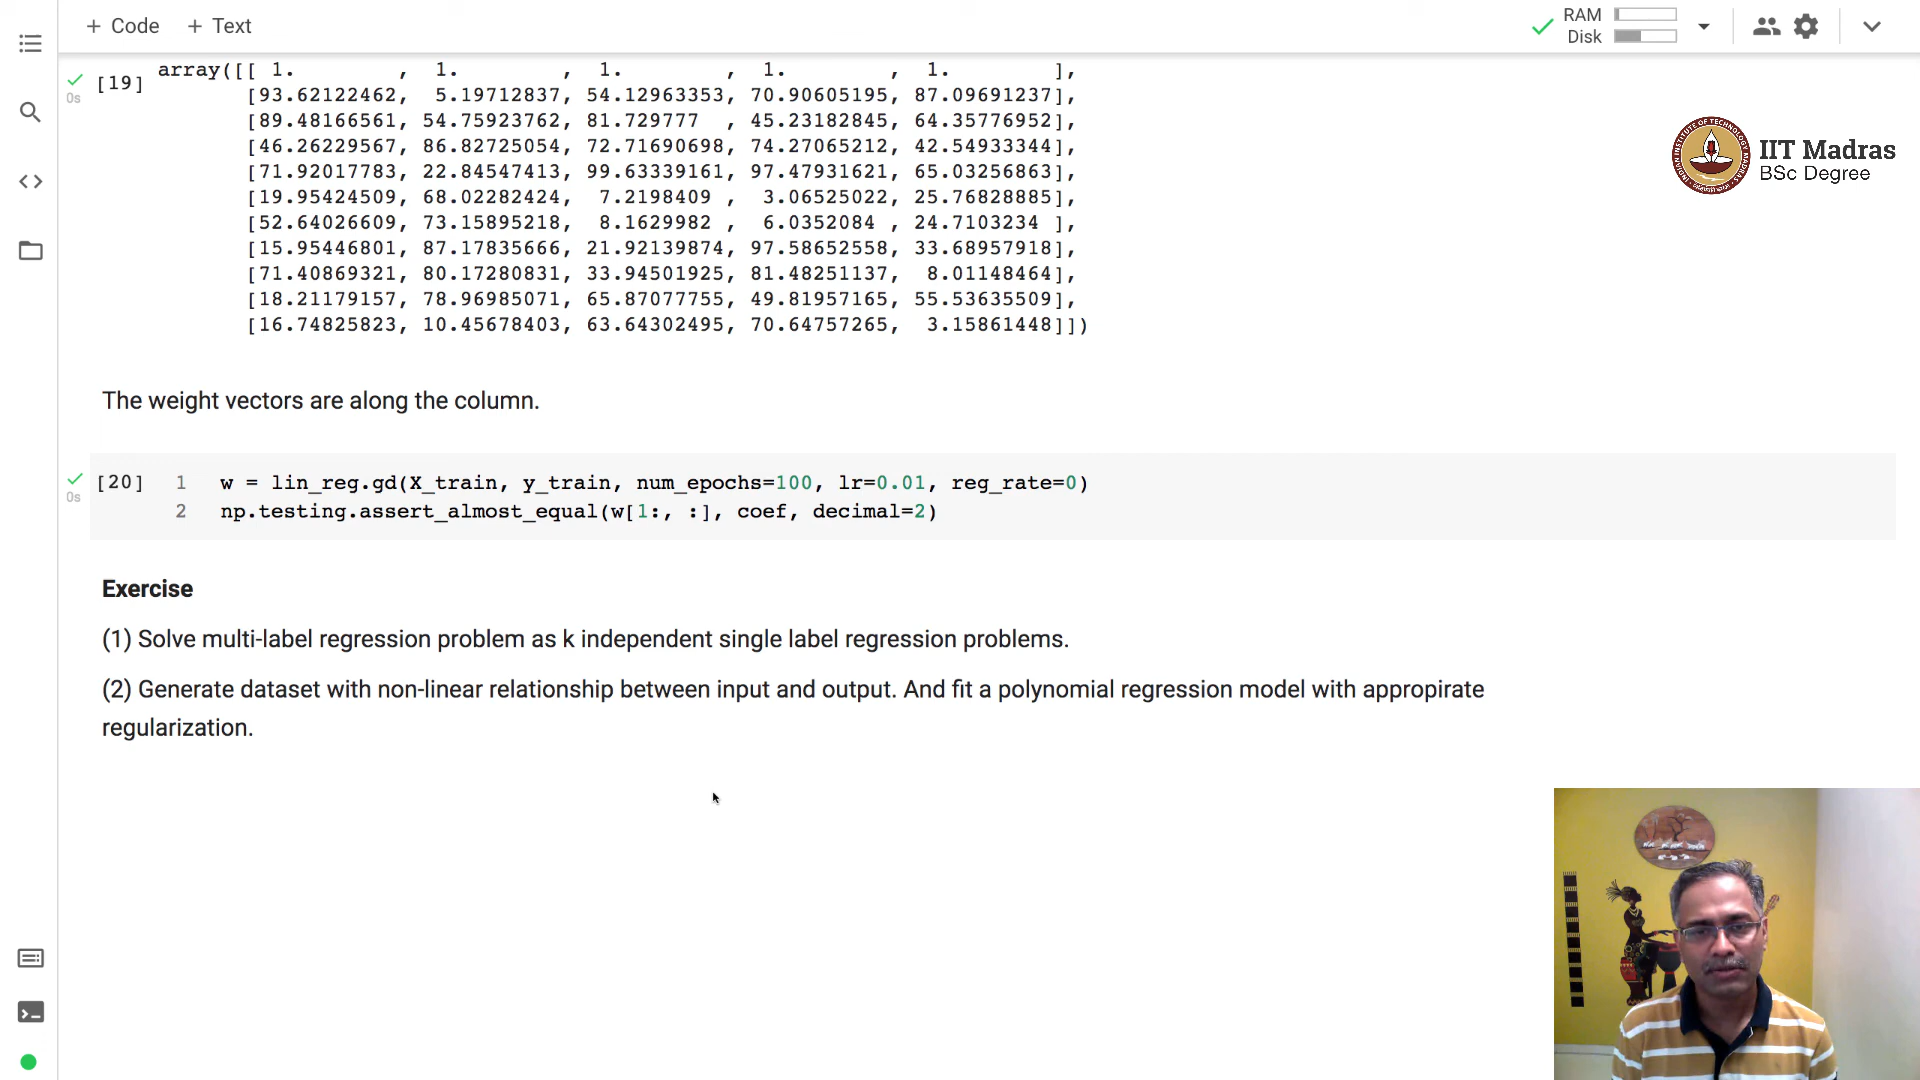 + Code + Text
RAM
Disk
[19] array([[ 1. , 1. , 1. , 1. , 1. ],
0s
[93.62122462, 5.19712837, 54.12963353, 70.90605195, 87.09691237],
[89.48166561, 54.75923762, 81.729777 , 45.23182845, 64.35776952],
[46.26229567, 86.82725054, 72.71690698, 74.27065212, 42.54933344],
[71.92017783, 22.84547413, 99.63339161, 97.47931621, 65.03256863],
[19.95424509, 68.02282424, 7.2198409 , 3.06525022, 25.76828885],
[52.64026609, 73.15895218, 8.1629982 , 6.0352084 , 24.7103234 ],
[15.95446801, 87.17835666, 21.92139874, 97.58652558, 33.68957918],
[71.40869321, 80.17280831, 33.94501925, 81.48251137, 8.01148464],
[18.21179157, 78.96985071, 65.87077755, 49.81957165, 55.53635509],
[16.74825823, 10.45678403, 63.64302495, 70.64757265, 3.15861448]])
IIT Madras
BSc Degree
The weight vectors are along the column.
[20] 1 w = lin_reg.gd(X_train, y_train, num_epochs=100, lr=0.01, reg_rate=0)
0s
2 np.testing.assert_almost_equal(w[1:, :], coef, decimal=2)
Exercise
(1) Solve multi-label regression problem as k independent single label regression problems.
(2) Generate dataset with non-linear relationship between input and output. And fit a polynomial regression model with appropirate
regularization.